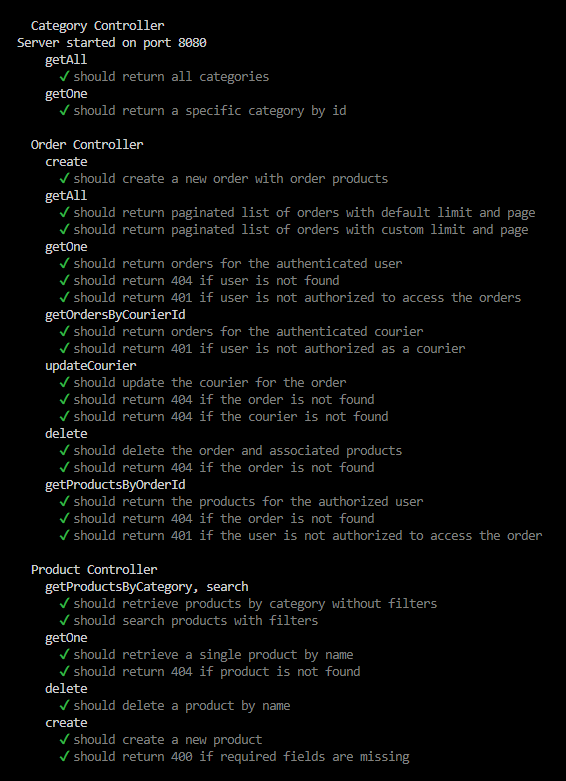 Category Controller
Server started on port 8080
getAll
✓ should return all categories
getOne
✓ should return a specific category by id
Order Controller
create
✓ should create a new order with order products
getAll
✓ should return paginated list of orders with default limit and page
✓ should return paginated list of orders with custom limit and page
getOne
✓ should return orders for the authenticated user
✓ should return 404 if user is not found
✓ should return 401 if user is not authorized to access the orders
getOrdersByCourierId
✓ should return orders for the authenticated courier
✓ should return 401 if user is not authorized as a courier
updateCourier
✓ should update the courier for the order
✓ should return 404 if the order is not found
✓ should return 404 if the courier is not found
delete
✓ should delete the order and associated products
✓ should return 404 if the order is not found
getProductsByOrderId
✓ should return the products for the authorized user
✓ should return 404 if the order is not found
✓ should return 401 if the user is not authorized to access the order
Product Controller
getProductsByCategory, search
✓ should retrieve products by category without filters
✓ should search products with filters
getOne
✓ should retrieve a single product by name
✓ should return 404 if product is not found
delete
✓ should delete a product by name
create
✓ should create a new product
✓ should return 400 if required fields are missing